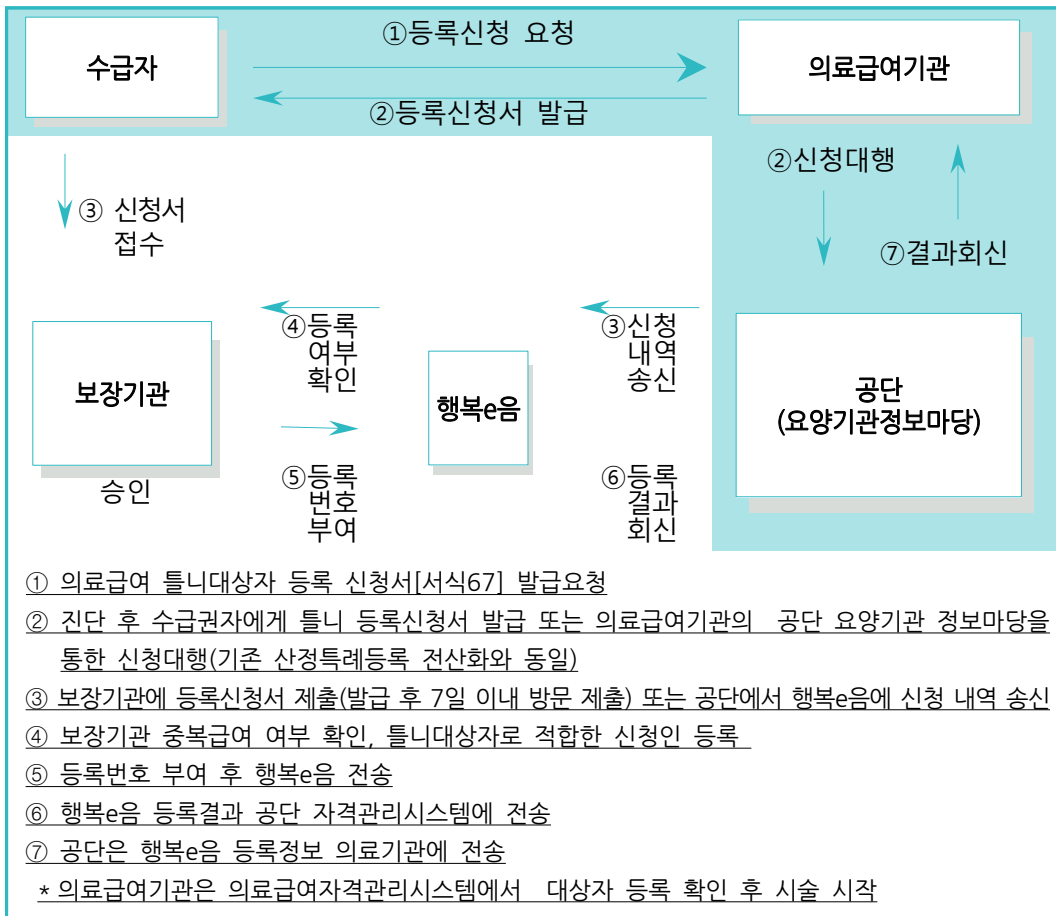 ①등록신청 요청
수급자
의료급여기관
②등록신청서 발급
②신청대행
③ 신청서
접수
⑦결과회신
④등록
여부
확인
③신청
내역
송신
보장기관
행복e음
공단
(요양기관정보마당)
승인
⑤등록
번호
부여
⑥등록
결과
회신
① 의료급여 틀니대상자 등록 신청서[서식67] 발급요청
② 진단 후 수급권자에게 틀니 등록신청서 발급 또는 의료급여기관의 공단 요양기관 정보마당을
통한 신청대행(기존 산정특례등록 전산화와 동일)
③ 보장기관에 등록신청서 제출(발급 후 7일 이내 방문 제출) 또는 공단에서 행복e음에 신청 내역 송신
④ 보장기관 중복급여 여부 확인, 틀니대상자로 적합한 신청인 등록
⑤ 등록번호 부여 후 행복e음 전송
⑥ 행복e음 등록결과 공단 자격관리시스템에 전송
⑦ 공단은 행복e음 등록정보 의료기관에 전송
* 의료급여기관은 의료급여자격관리시스템에서 대상자 등록 확인 후 시술 시작